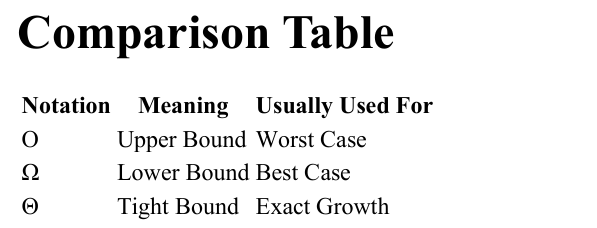 Comparison Table
Notation Meaning Usually Used For
O Upper Bound Worst Case
Ω Lower Bound Best Case
Θ Tight Bound Exact Growth